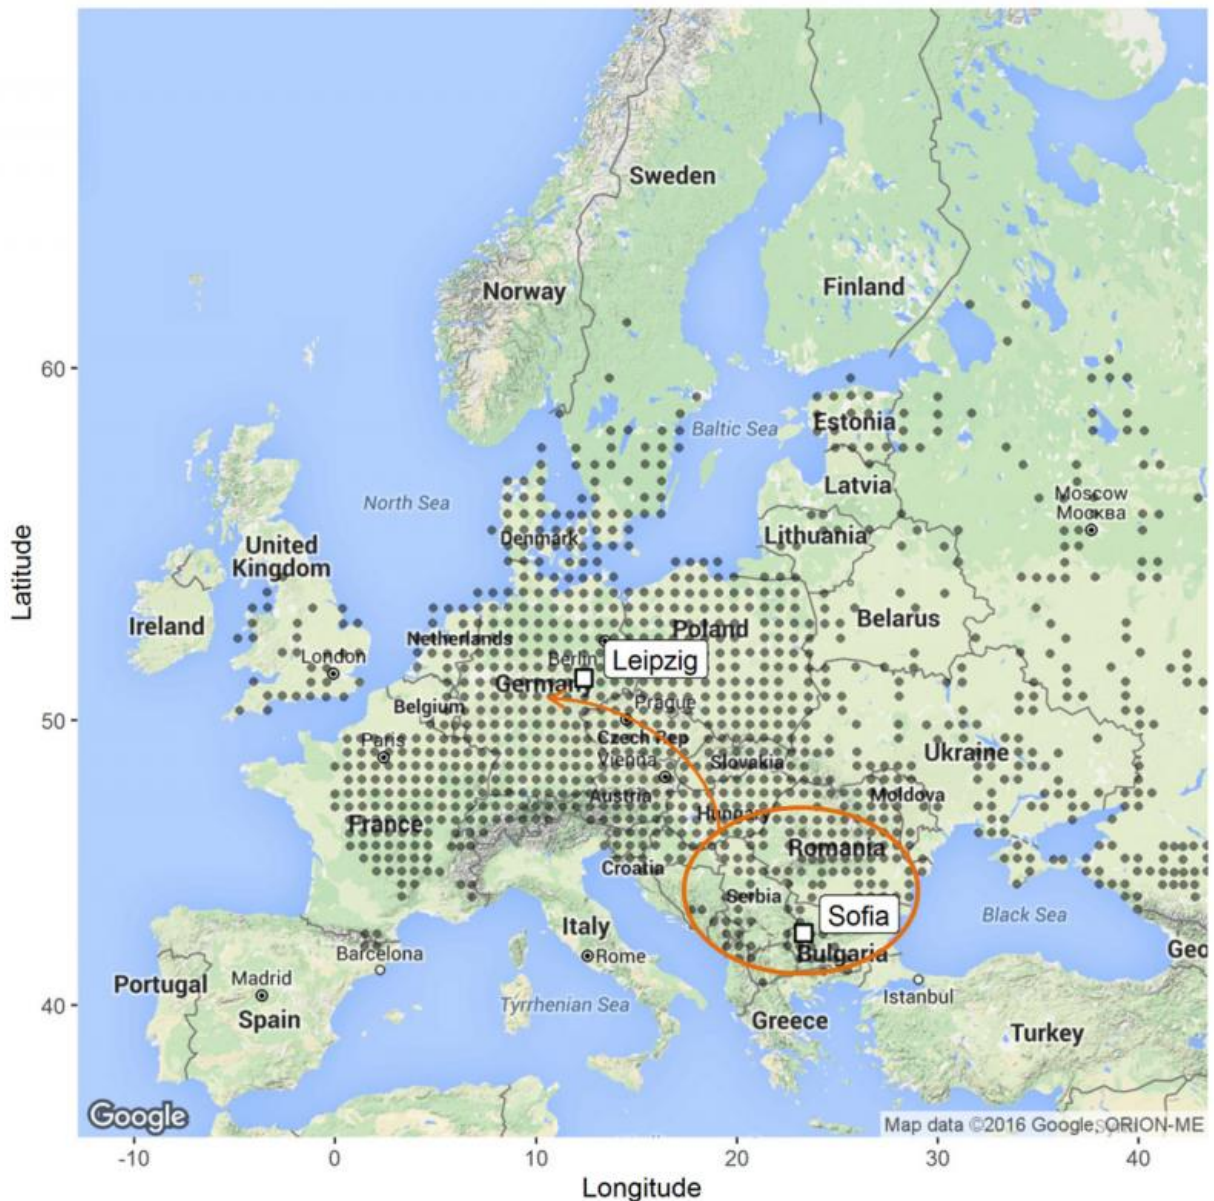 Sweden
Finland
Norway
60
Baltic Sea
Estonia
North Sea
Latvia
Moscow
Москва
Denmark
Lithuania
United
Kingdom
Latitude
Ireland
Netherlands
Poland
Belarus
London
Berlin
Leipzig
Germany
50
Belgium
Prague
Paris
Czech Rep
Ukraine
Vienna
Slovakia
Austria
Moldova
France
Hungary
Romania
Croatia
Serbia
Sofia
Black Sea
Italy
Bulgaria
Geo
Barcelona
Rome
Portugal
Madrid
Istanbul
40
Tyrrhenian Sea
Spain
Greece
Turkey
Google
Map data ©2016 Google, ORION-ME
-10 0 10 20 30 40
Longitude